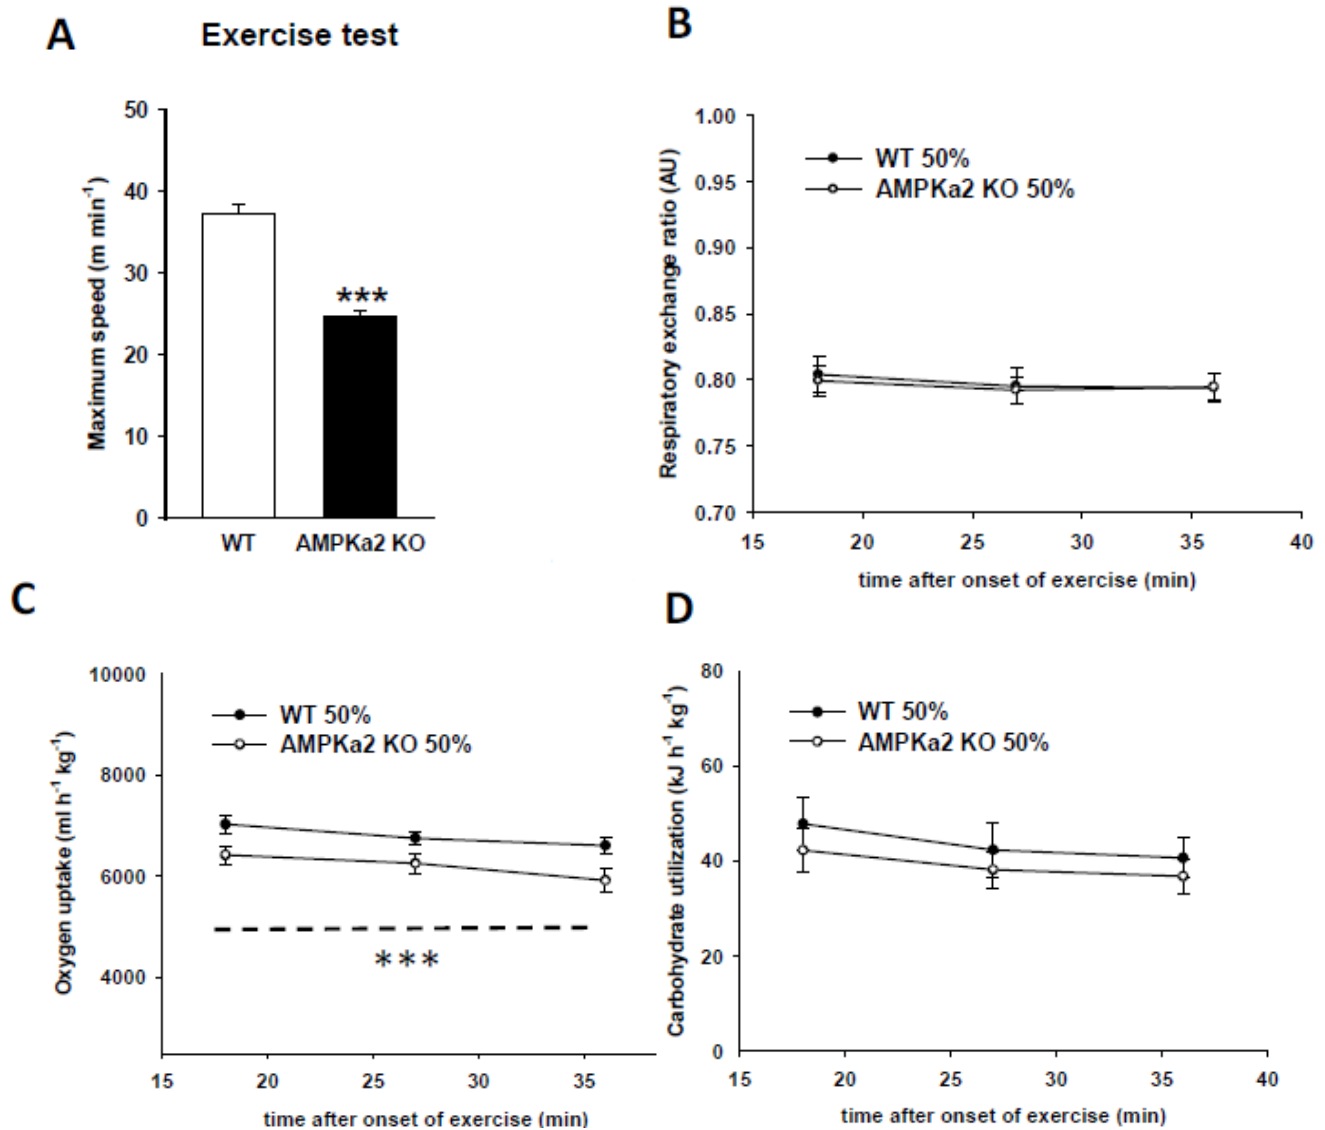 A
Exercise test
Maximum speed (m min⁻¹)
50
40
30
20
10
0
***
WT
AMPKa2 KO
B
Respiratory exchange ratio (AU)
1.00
0.95
0.90
0.85
0.80
0.75
0.70
WT 50%
AMPKa2 KO 50%
15
20
25
30
35
40
time after onset of exercise (min)
C
Oxygen uptake (ml h⁻¹ kg⁻¹)
10000
8000
6000
4000
WT 50%
AMPKa2 KO 50%
***
15
20
25
30
35
time after onset of exercise (min)
D
Carbohydrate utilization (kJ h⁻¹ kg⁻¹)
80
60
40
20
0
WT 50%
AMPKa2 KO 50%
15
20
25
30
35
40
time after onset of exercise (min)